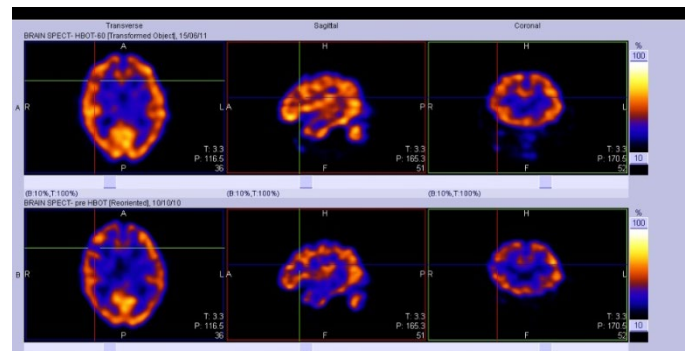 Transverse
Sagittal
Coronal
BRAIN SPECT- HBOT-60 [Transformed Object], 15/06/11
A
H
H
%
100
A
R
L
A
P
R
L
T: 3.3
P: 116.5
36
T: 3.3
P: 165.3
51
T: 3.3
P: 170.5
52
10
P
F
F
(B:10%,T:100%)
(B:10%,T:100%)
(B:10%,T:100%)
BRAIN SPECT- pre HBOT [Reoriented], 10/10/10
A
H
H
%
100
B
R
L
A
P
R
L
T: 3.3
P: 116.5
36
T: 3.3
P: 165.3
51
T: 3.3
P: 170.5
52
10
P
F
F